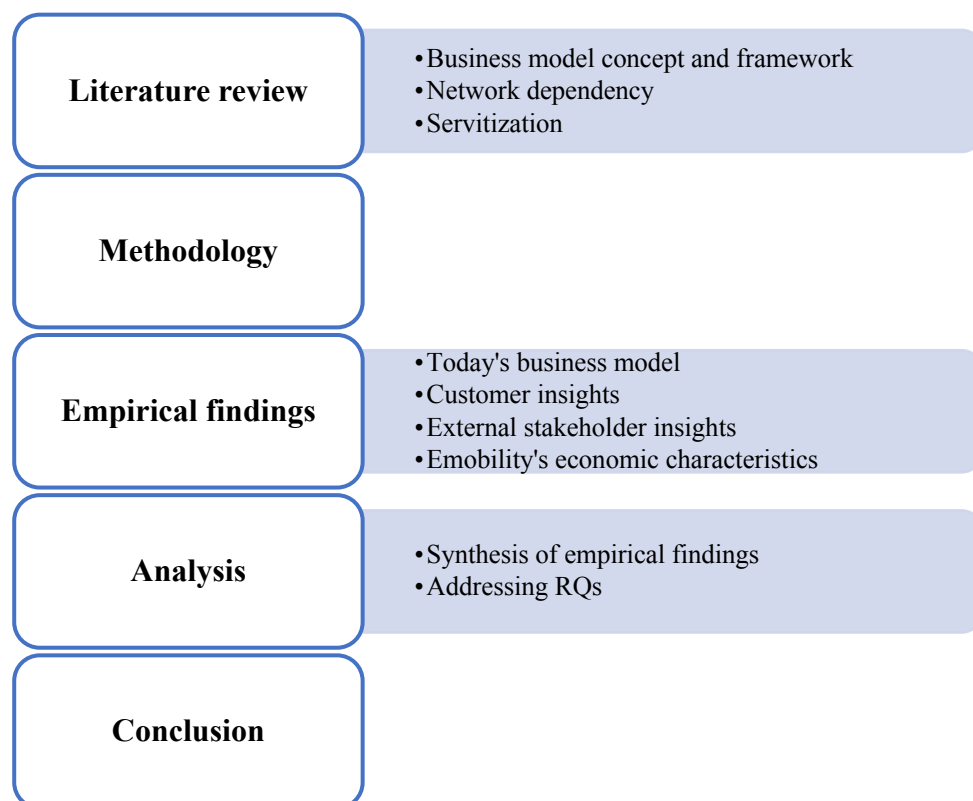 Literature review
•Business model concept and framework
•Network dependency
•Servitization
Methodology
Empirical findings
•Today's business model
•Customer insights
•External stakeholder insights
•Emobility's economic characteristics
Analysis
•Synthesis of empirical findings
•Addressing RQs
Conclusion